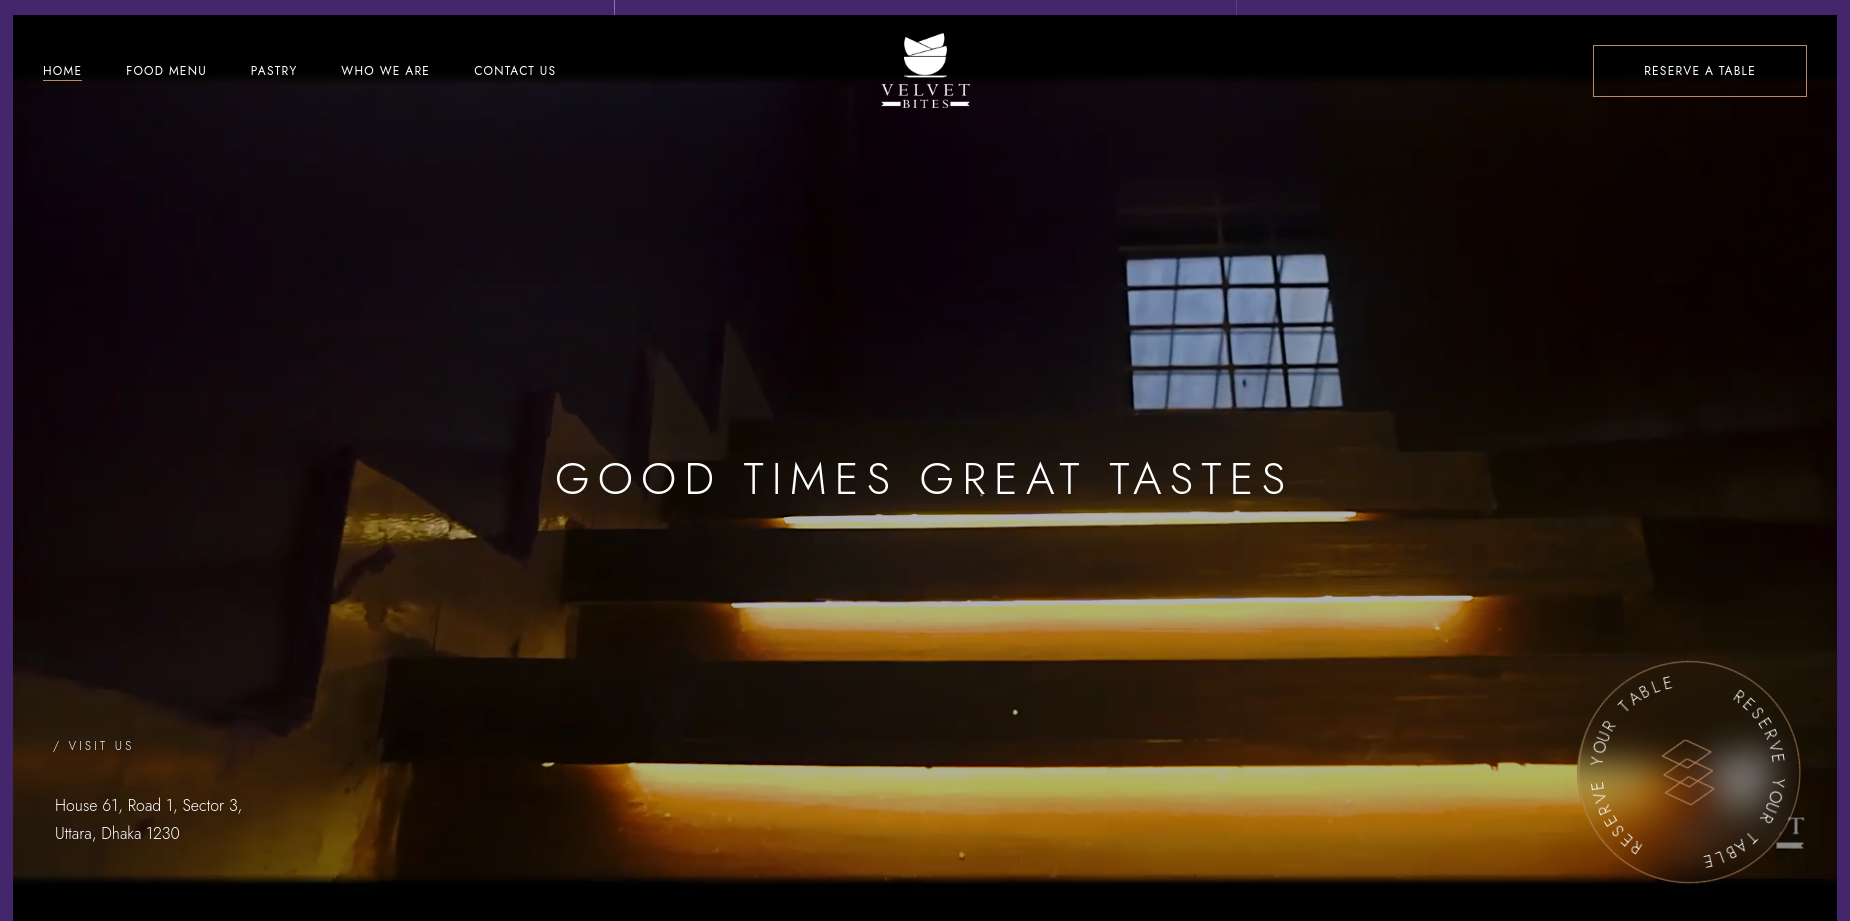 HOME
FOOD MENU
PASTRY
WHO WE ARE
CONTACT US
VELVET
BITES
RESERVE A TABLE
GOOD TIMES GREAT TASTES
/ VISIT US
House 61, Road 1, Sector 3,
Uttara, Dhaka 1230
RESERVE YOUR TABLE
RESERVE YOUR TABLE
T